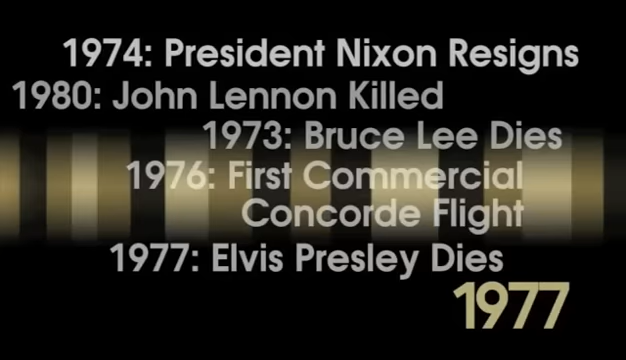 1974: President Nixon Resigns
1980: John Lennon Killed
1973: Bruce Lee Dies
1976: First Commercial
Concorde Flight
1977: Elvis Presley Dies
1977